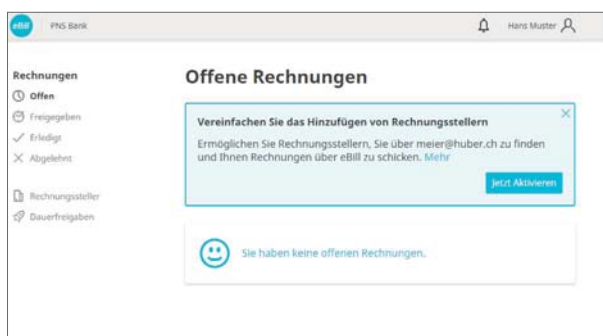 eBill
PNS Bank
Hans Muster
Rechnungen
Offen
Freigegeben
Erledigt
Abgelehnt
Rechnungssteller
Dauerfreigaben
Offene Rechnungen
Vereinfachen Sie das Hinzufügen von Rechnungsstellern
Ermöglichen Sie Rechnungsstellern, Sie über meier@huber.ch zu finden
und Ihnen Rechnungen über eBill zu schicken. Mehr
Jetzt Aktivieren
Sie haben keine offenen Rechnungen.